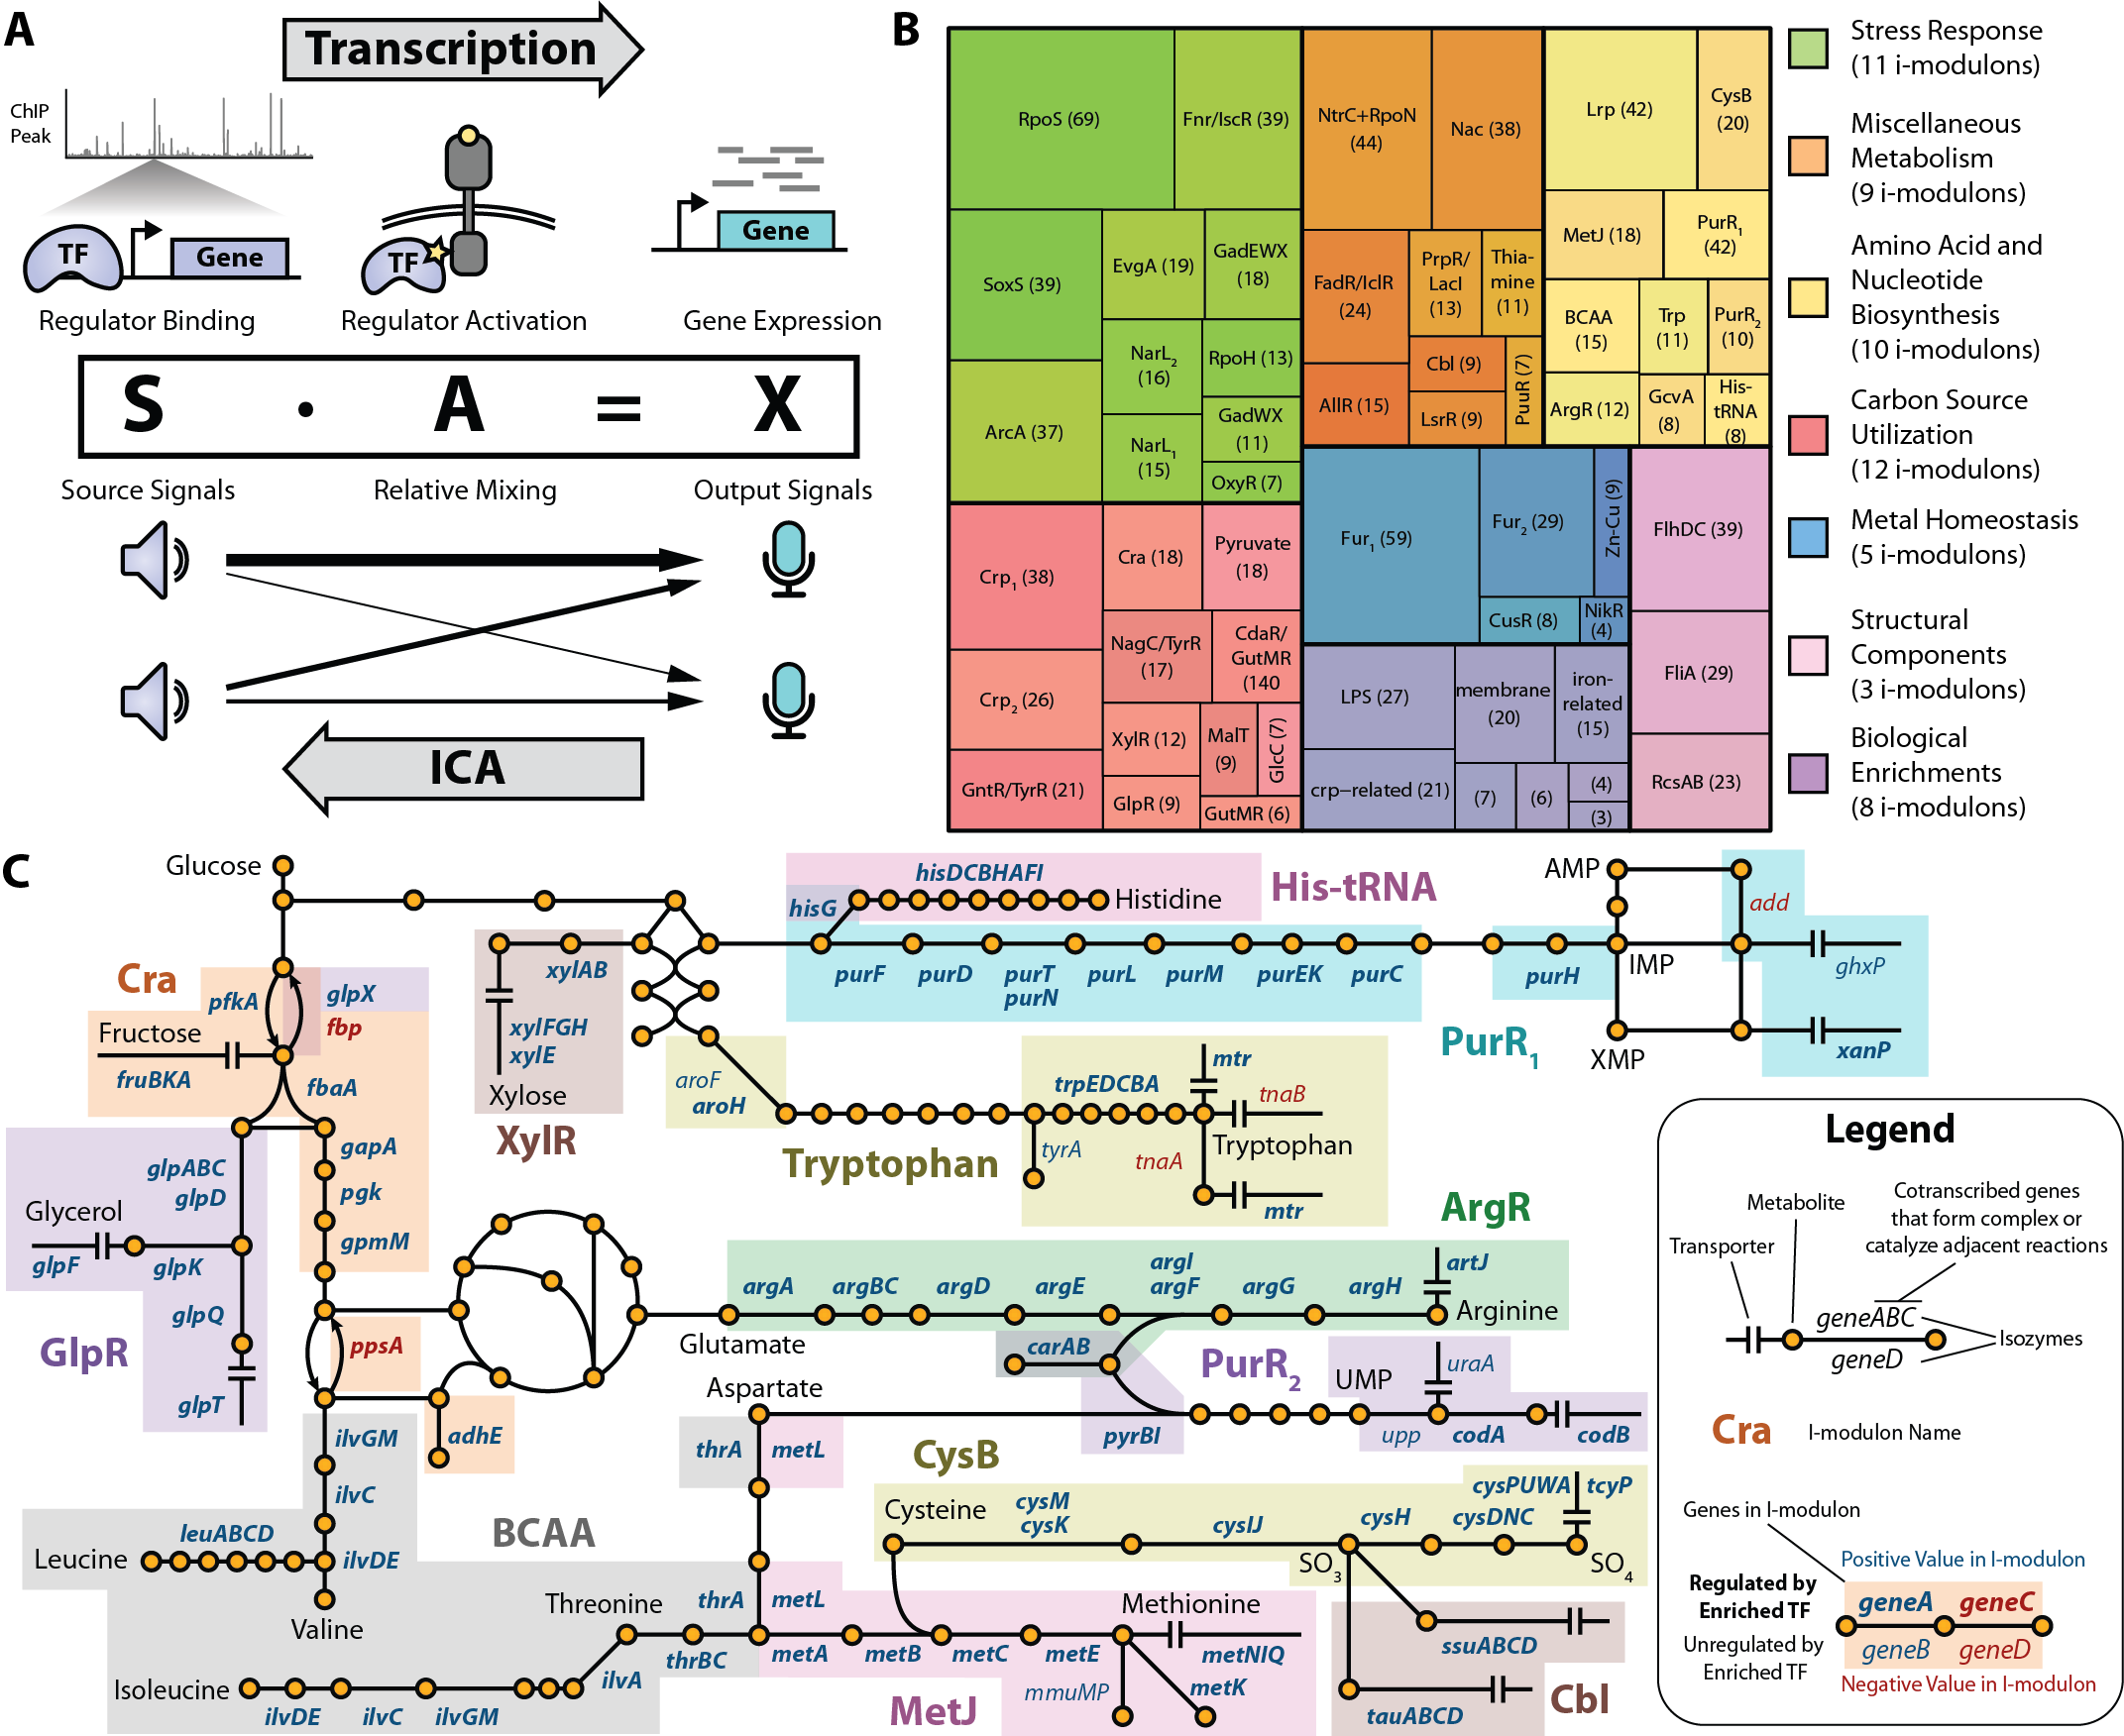 A
Transcription
ChIP
Peak
TF
Gene
TF
Gene
Regulator Binding
Regulator Activation
Gene Expression
S · A = X
Source Signals
Relative Mixing
Output Signals
ICA
B
RpoS (69)
Fnr/IscR (39)
SoxS (39)
EvgA (19)
GadEWX
(18)
ArcA (37)
NarL2
(16)
RpoH (13)
NarL1
(15)
GadWX
(11)
OxyR (7)
NtrC+RpoN
(44)
Nac (38)
FadR/IclR
(24)
PrpR/
LacI
(13)
Thia-
mine
(11)
AllR (15)
Cbl (9)
LsrR (9)
PuuR (7)
Lrp (42)
CysB
(20)
MetJ (18)
PurR1
(42)
BCAA
(15)
Trp
(11)
PurR2
(10)
ArgR (12)
GcvA
(8)
His-
tRNA
(8)
Crp1 (38)
Cra (18)
Pyruvate
(18)
Crp2 (26)
NagC/TyrR
(17)
CdaR/
GutMR
(140
GntR/TyrR (21)
XylR (12)
MalT
(9)
GlcC (7)
GlpR (9)
GutMR (6)
Fur1 (59)
Fur2 (29)
Zn-Cu (9)
CusR (8)
NikR
(4)
LPS (27)
membrane
(20)
iron-
related
(15)
crp–related (21)
(7)
(6)
(4)
(3)
FlhDC (39)
FliA (29)
RcsAB (23)
Stress Response
(11 i-modulons)
Miscellaneous
Metabolism
(9 i-modulons)
Amino Acid and
Nucleotide
Biosynthesis
(10 i-modulons)
Carbon Source
Utilization
(12 i-modulons)
Metal Homeostasis
(5 i-modulons)
Structural
Components
(3 i-modulons)
Biological
Enrichments
(8 i-modulons)
C
Glucose
Cra
pfkA
glpX
fbp
Fructose
fruBKA
fbaA
gapA
pgk
gpmM
glpABC
glpD
Glycerol
glpF
glpK
glpQ
GlpR
glpT
ppsA
adhE
xylAB
xylFGH
xylE
Xylose
XylR
hisDCBHAFI
hisG
Histidine
His-tRNA
purF
purD
purT
purN
purL
purM
purEK
purC
purH
PurR1
AMP
IMP
XMP
add
ghxP
xanP
aroF
aroH
trpEDCBA
mtr
tnaB
tyrA
tnaA
Tryptophan
mtr
Tryptophan
ArgR
argA
argBC
argD
argE
argI
argF
argG
argH
artJ
Arginine
Glutamate
carAB
PurR2
UMP
uraA
pyrBI
upp
codA
codB
Aspartate
thrA
metL
ilvGM
ilvC
leuABCD
Leucine
ilvDE
Valine
BCAA
Threonine
thrA
metL
thrBC
ilvA
Isoleucine
ilvDE
ilvC
ilvGM
metA
metB
metC
metE
Methionine
metNIQ
mmuMP
metK
MetJ
CysB
Cysteine
cysM
cysK
cysIJ
cysH
cysDNC
cysPUWA
tcyP
SO3
SO4
ssuABCD
tauABCD
Cbl
Legend
Metabolite
Transporter
Cotranscribed genes
that form complex or
catalyze adjacent reactions
geneABC
geneD
Isozymes
Cra
I-modulon Name
Genes in I-modulon
Positive Value in I-modulon
Regulated by
Enriched TF
geneA
geneC
Unregulated by
Enriched TF
geneB
geneD
Negative Value in I-modulon